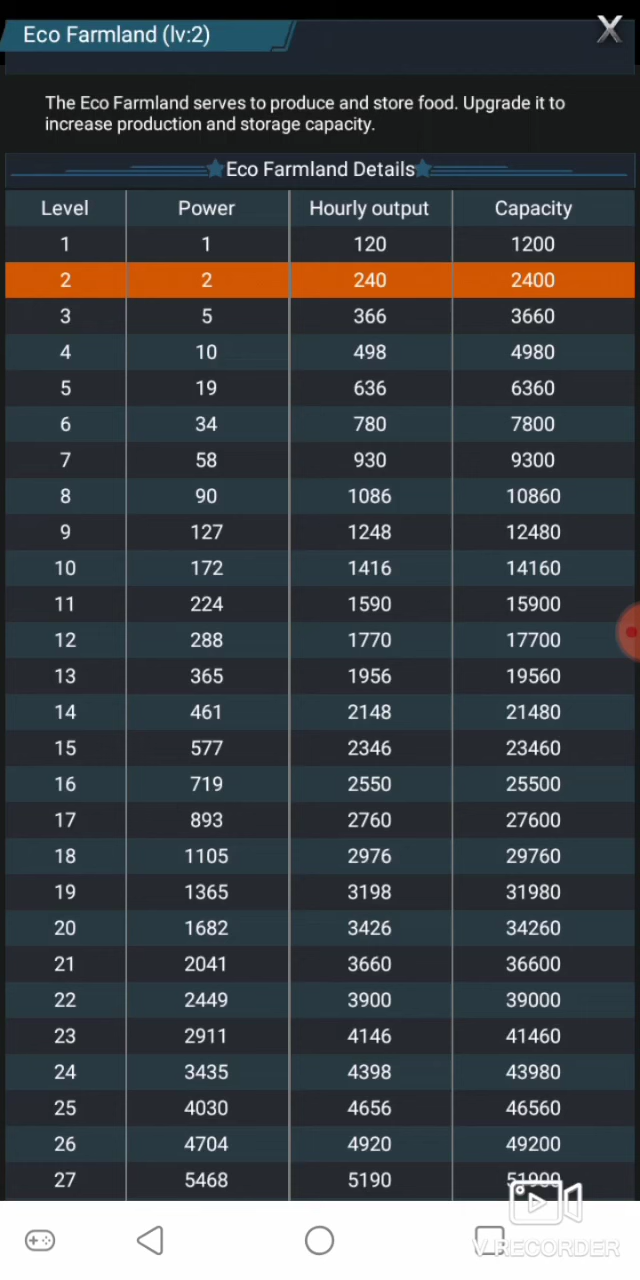 Eco Farmland (lv:2)
X
The Eco Farmland serves to produce and store food. Upgrade it to
increase production and storage capacity.
Eco Farmland Details
Level Power Hourly output Capacity
1 1 120 1200
2 2 240 2400
3 5 366 3660
4 10 498 4980
5 19 636 6360
6 34 780 7800
7 58 930 9300
8 90 1086 10860
9 127 1248 12480
10 172 1416 14160
11 224 1590 15900
12 288 1770 17700
13 365 1956 19560
14 461 2148 21480
15 577 2346 23460
16 719 2550 25500
17 893 2760 27600
18 1105 2976 29760
19 1365 3198 31980
20 1682 3426 34260
21 2041 3660 36600
22 2449 3900 39000
23 2911 4146 41460
24 3435 4398 43980
25 4030 4656 46560
26 4704 4920 49200
27 5468 5190 51900
V RECORDER